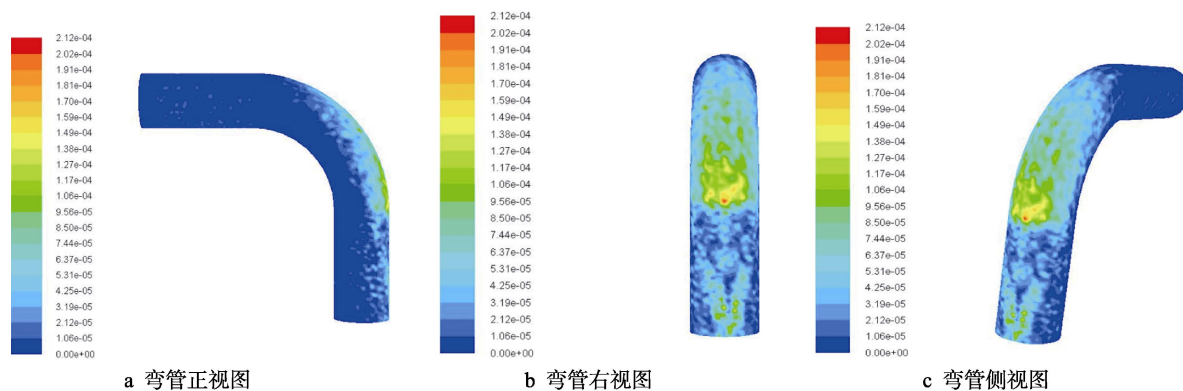 2.12e-04
2.02e-04
1.91e-04
1.81e-04
1.70e-04
1.59e-04
1.49e-04
1.38e-04
1.27e-04
1.17e-04
1.06e-04
9.56e-05
8.50e-05
7.44e-05
6.37e-05
5.31e-05
4.25e-05
3.19e-05
2.12e-05
1.06e-05
0.00e+00
a 弯管正视图
2.12e-04
2.02e-04
1.91e-04
1.81e-04
1.70e-04
1.59e-04
1.49e-04
1.38e-04
1.27e-04
1.17e-04
1.06e-04
9.56e-05
8.50e-05
7.44e-05
6.37e-05
5.31e-05
4.25e-05
3.19e-05
2.12e-05
1.06e-05
0.00e+00
b 弯管右视图
2.12e-04
2.02e-04
1.91e-04
1.81e-04
1.70e-04
1.59e-04
1.49e-04
1.38e-04
1.27e-04
1.17e-04
1.06e-04
9.56e-05
8.50e-05
7.44e-05
6.37e-05
5.31e-05
4.25e-05
3.19e-05
2.12e-05
1.06e-05
0.00e+00
c 弯管侧视图